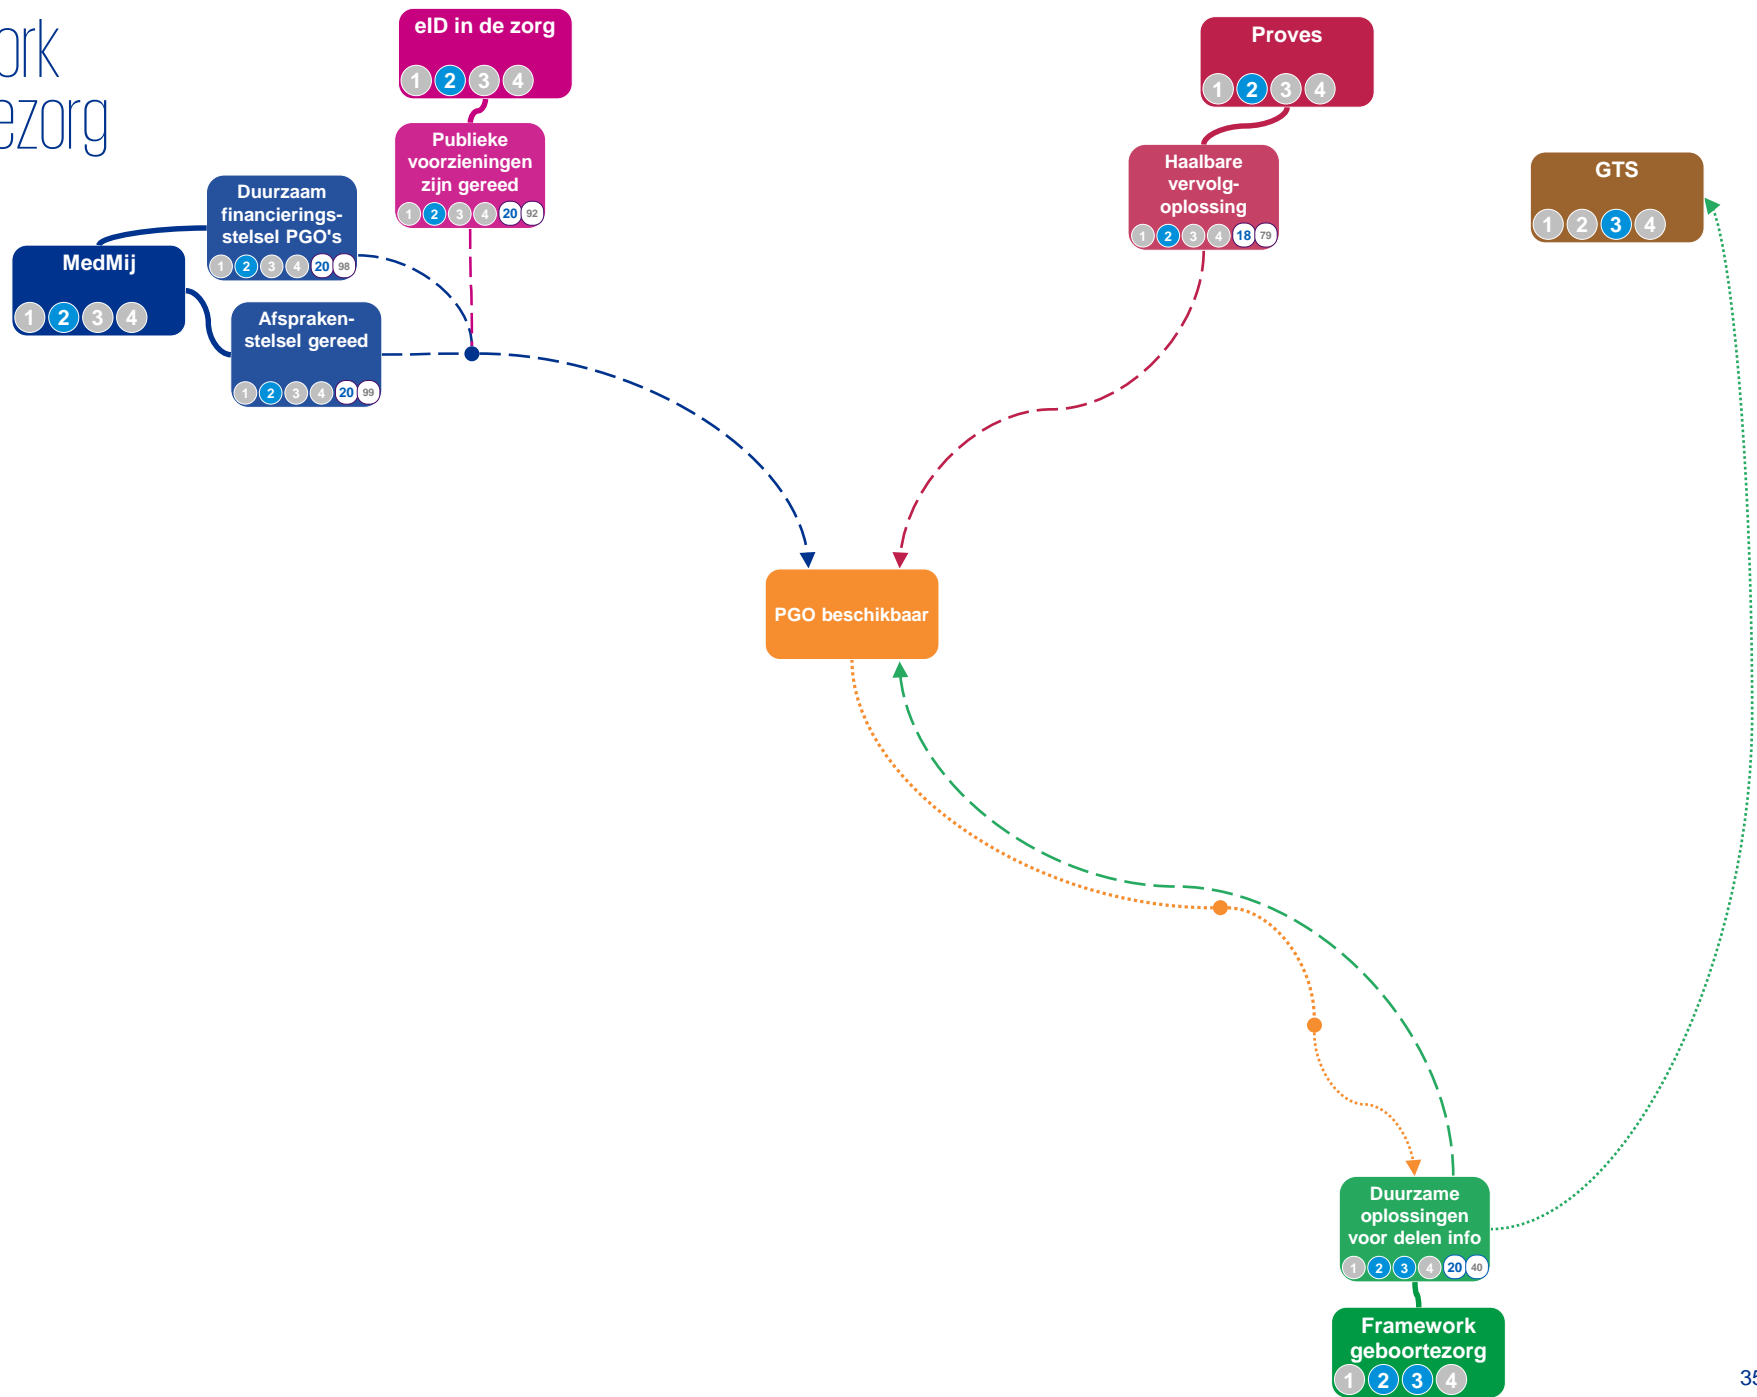 ork
ezorg
eID in de zorg
1 2 3 4
Publieke
voorzieningen
zijn gereed
1 2 3 4 20 92
Duurzaam
financierings-
stelsel PGO's
1 2 3 4 20 98
MedMij
1 2 3 4
Afspraken-
stelsel gereed
1 2 3 4 20 99
Proves
1 2 3 4
Haalbare
vervolg-
oplossing
1 2 3 4 18 79
GTS
1 2 3 4
PGO beschikbaar
Duurzame
oplossingen
voor delen info
1 2 3 4 20 40
Framework
geboortezorg
1 2 3 4
35